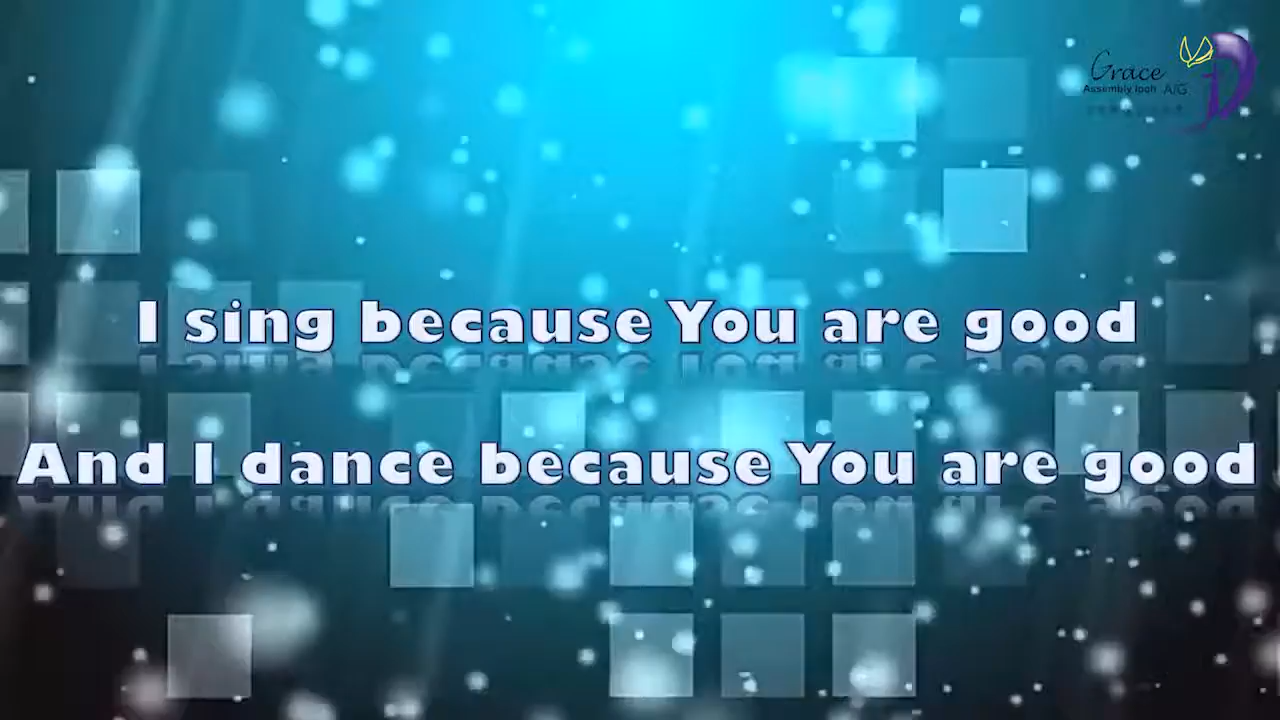 Grace
Assembly Ipoh A/G
I sing because You are good
And I dance because You are good